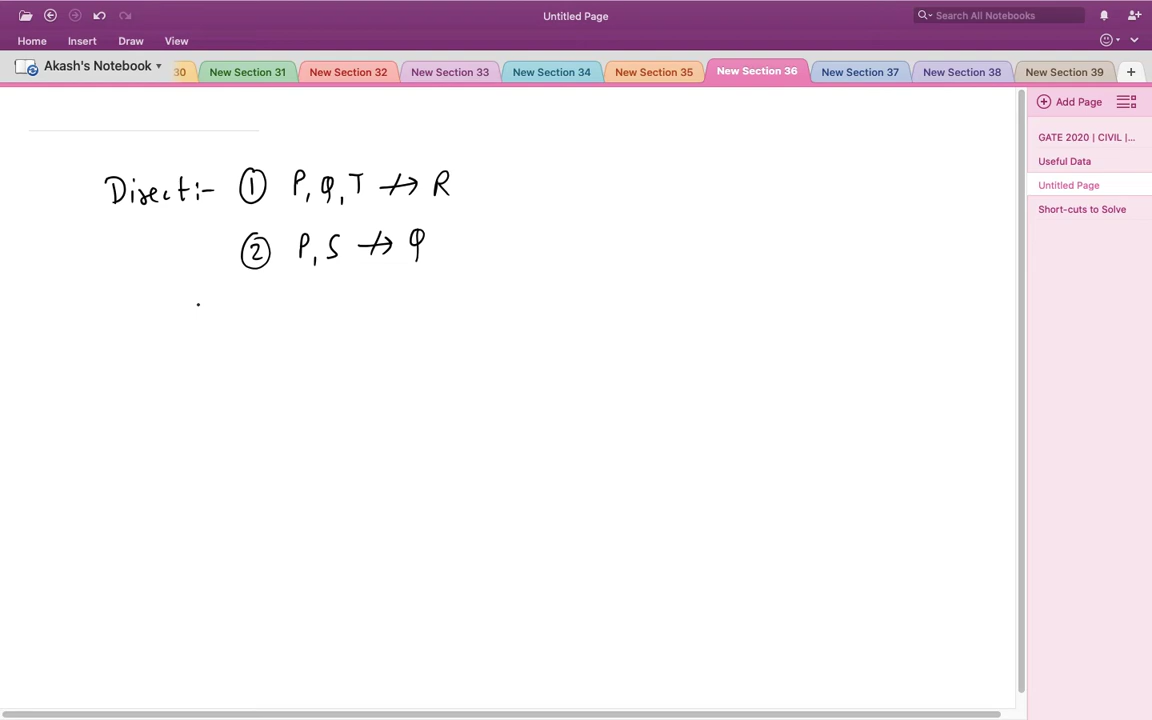 Untitled Page
Search All Notebooks
Home Insert Draw View
Akash's Notebook
30 New Section 31 New Section 32 New Section 33 New Section 34 New Section 35 New Section 36 New Section 37 New Section 38 New Section 39 +
Add Page
GATE 2020 | CIVIL |...
Useful Data
Untitled Page
Short-cuts to Solve
Direct:- ① P, Q, T ↛ R
② P, S ↛ Q